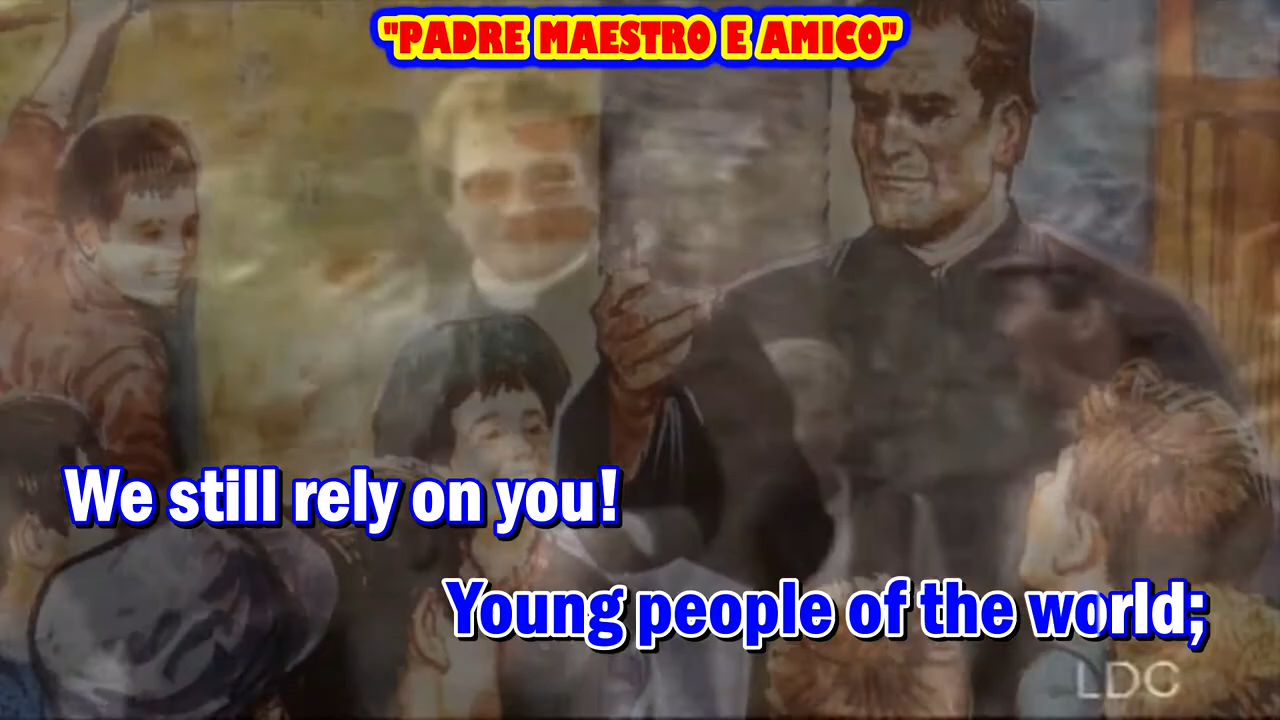 "PADRE MAESTRO E AMICO"
We still rely on you!
Young people of the world;
LDC